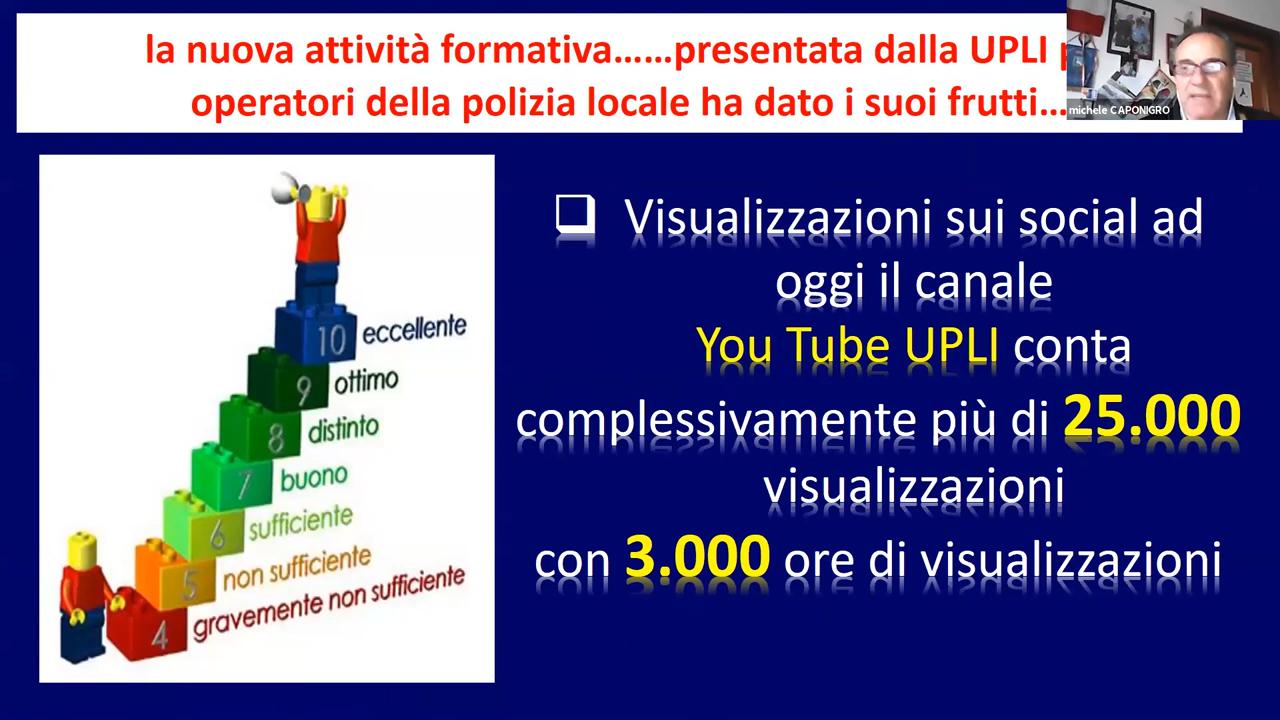 la nuova attività formativa......presentata dalla UPLI
operatori della polizia locale ha dato i suoi frutti...
michele CAPONIGRO
Visualizzazioni sui social ad
oggi il canale
You Tube UPLI conta
complessivamente più di 25.000
visualizzazioni
con 3.000 ore di visualizzazioni
10 eccellente
9 ottimo
8 distinto
7 buono
6 sufficiente
5 non sufficiente
4 gravemente non sufficiente